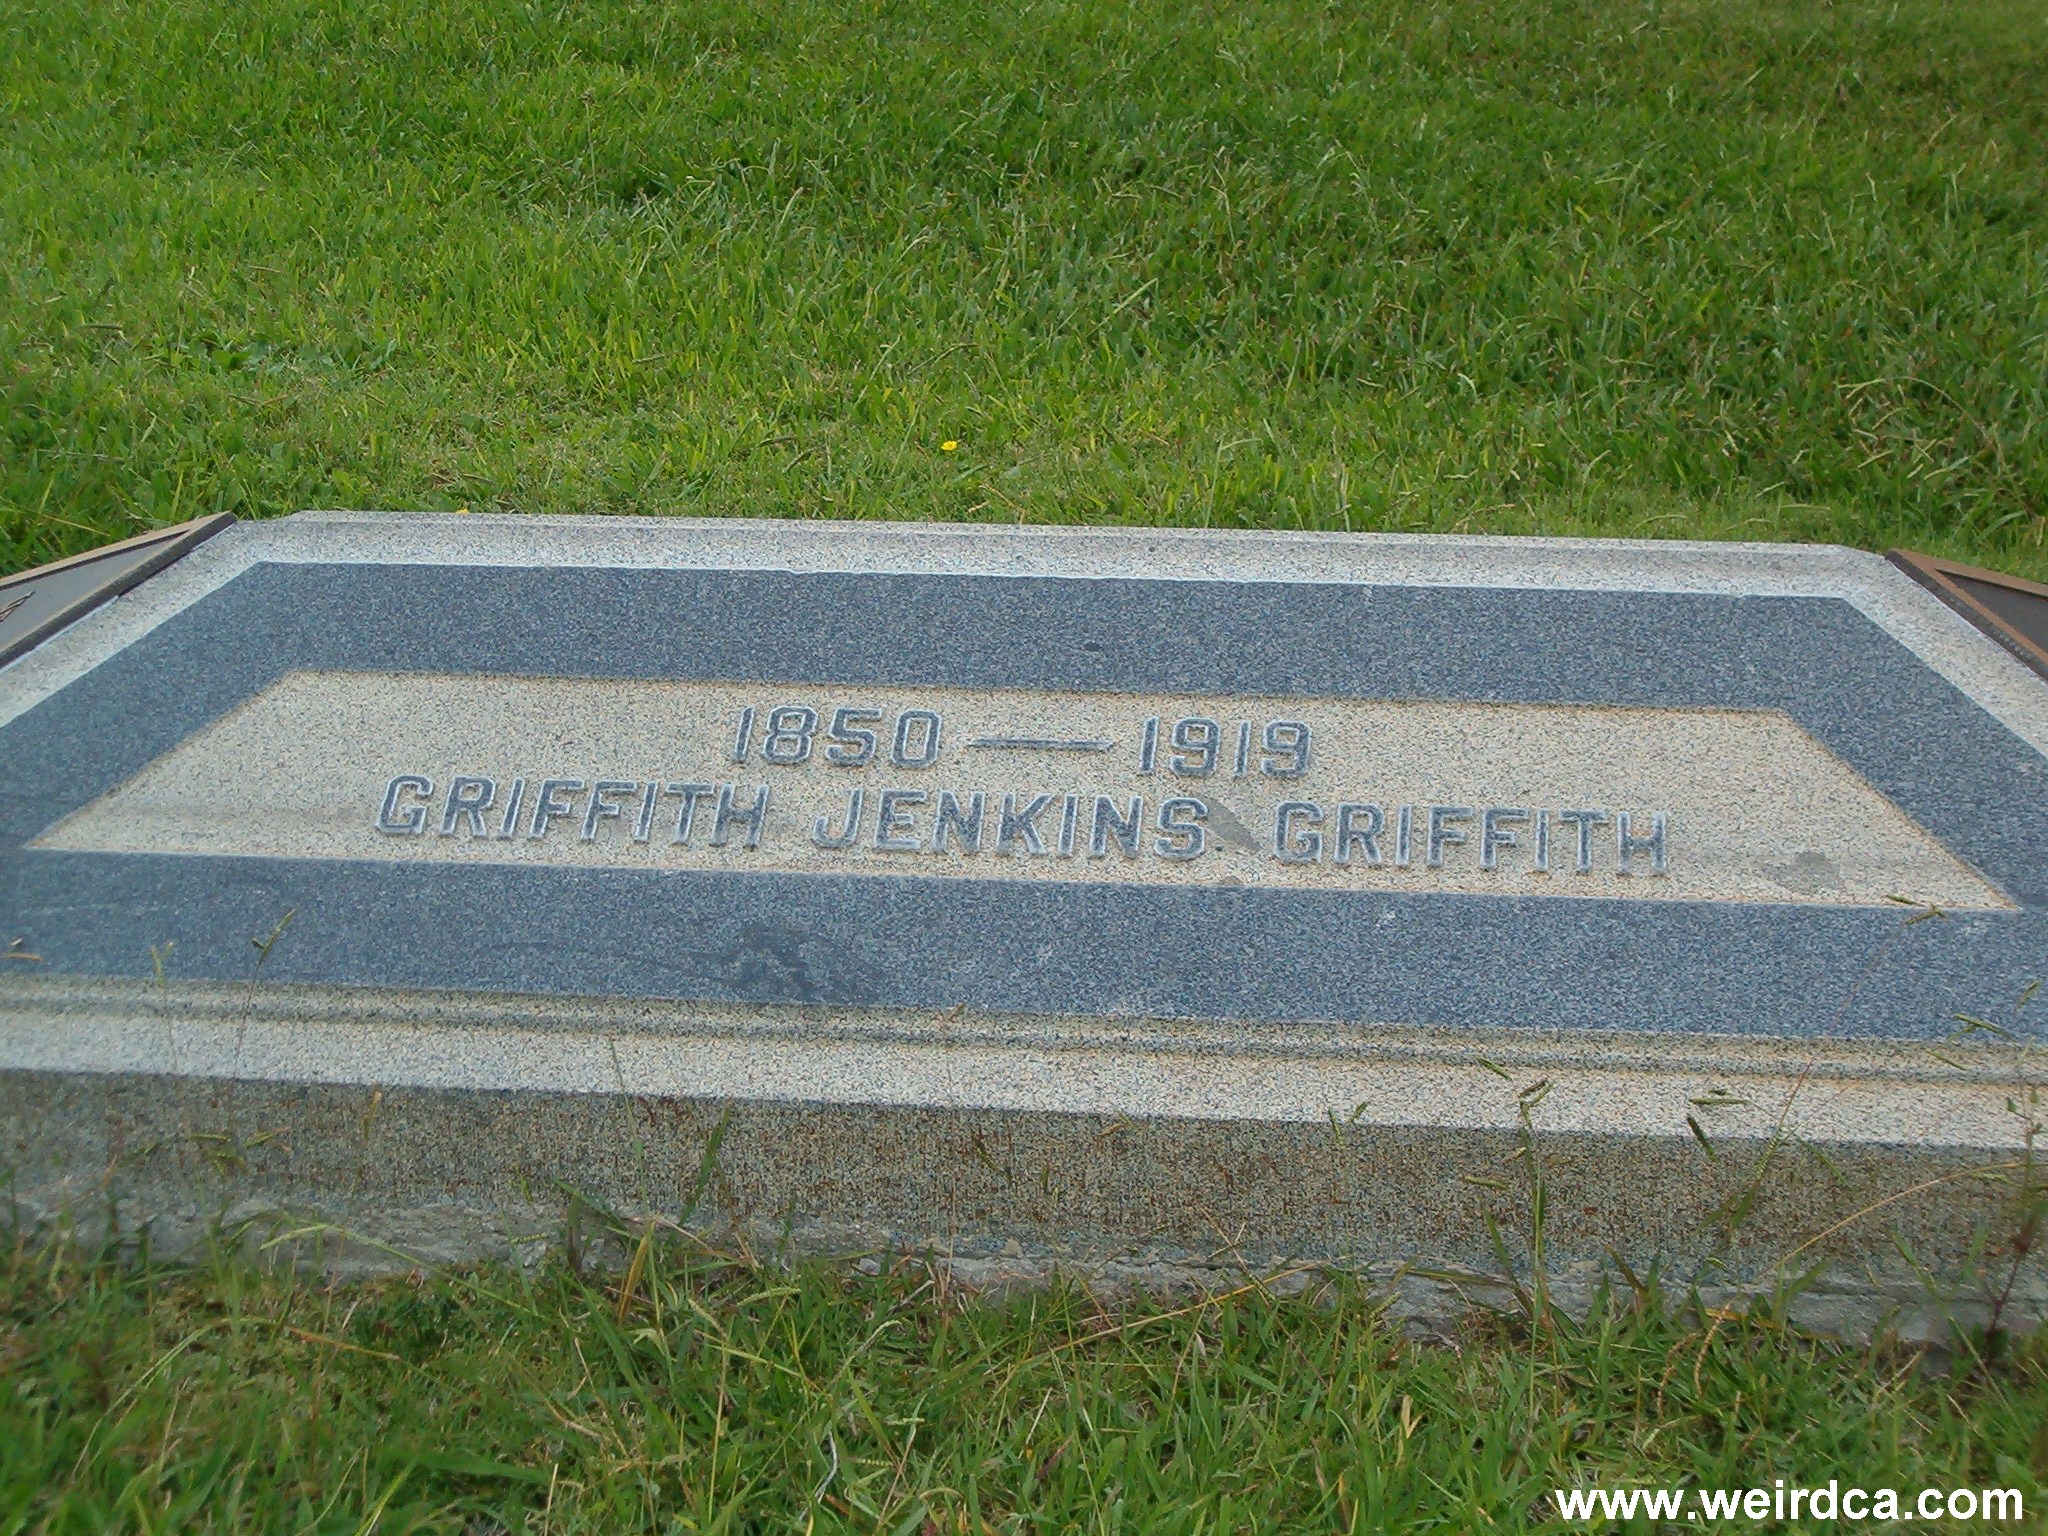 1850 — 1919
GRIFFITH JENKINS GRIFFITH
www.weirdca.com